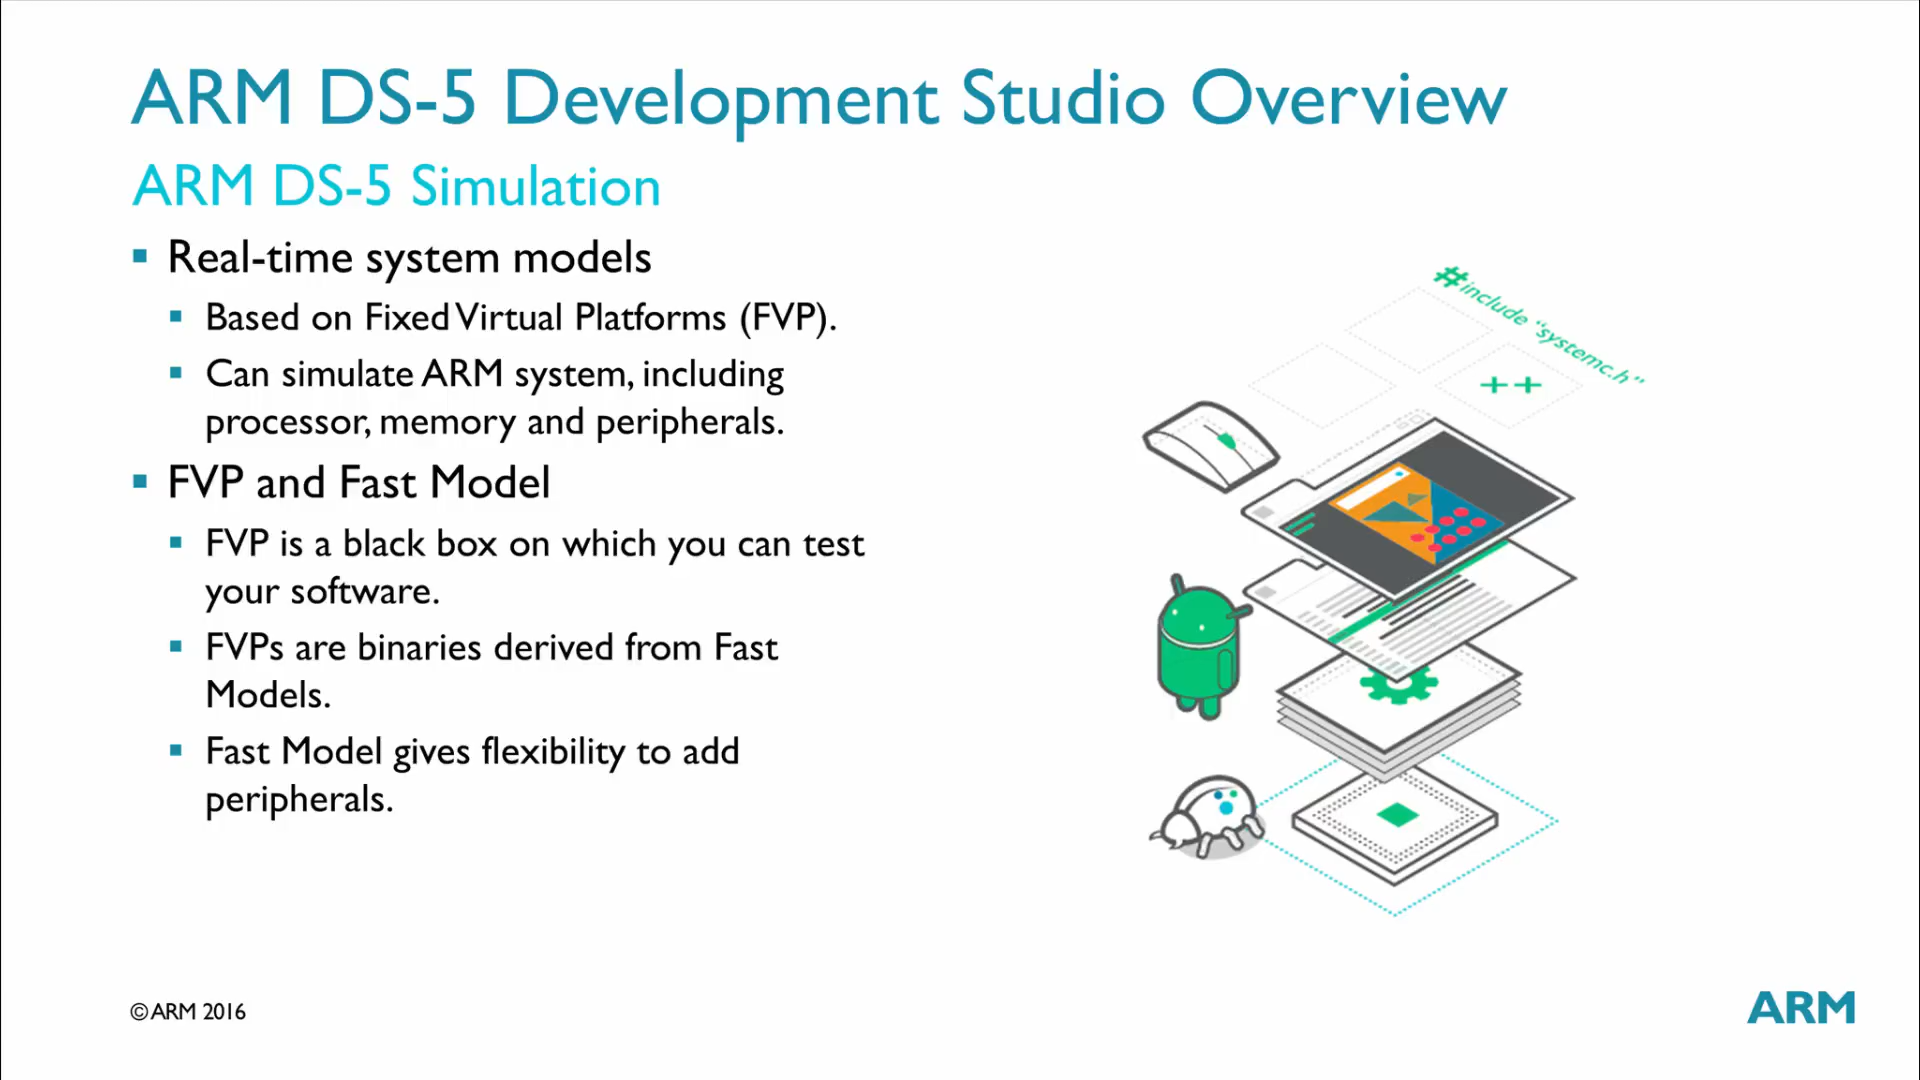 ARM DS-5 Development Studio Overview
ARM DS-5 Simulation
Real-time system models
Based on Fixed Virtual Platforms (FVP).
Can simulate ARM system, including
processor, memory and peripherals.
FVP and Fast Model
FVP is a black box on which you can test
your software.
FVPs are binaries derived from Fast
Models.
Fast Model gives flexibility to add
peripherals.
#include "systemc.h"
++
© ARM 2016
ARM